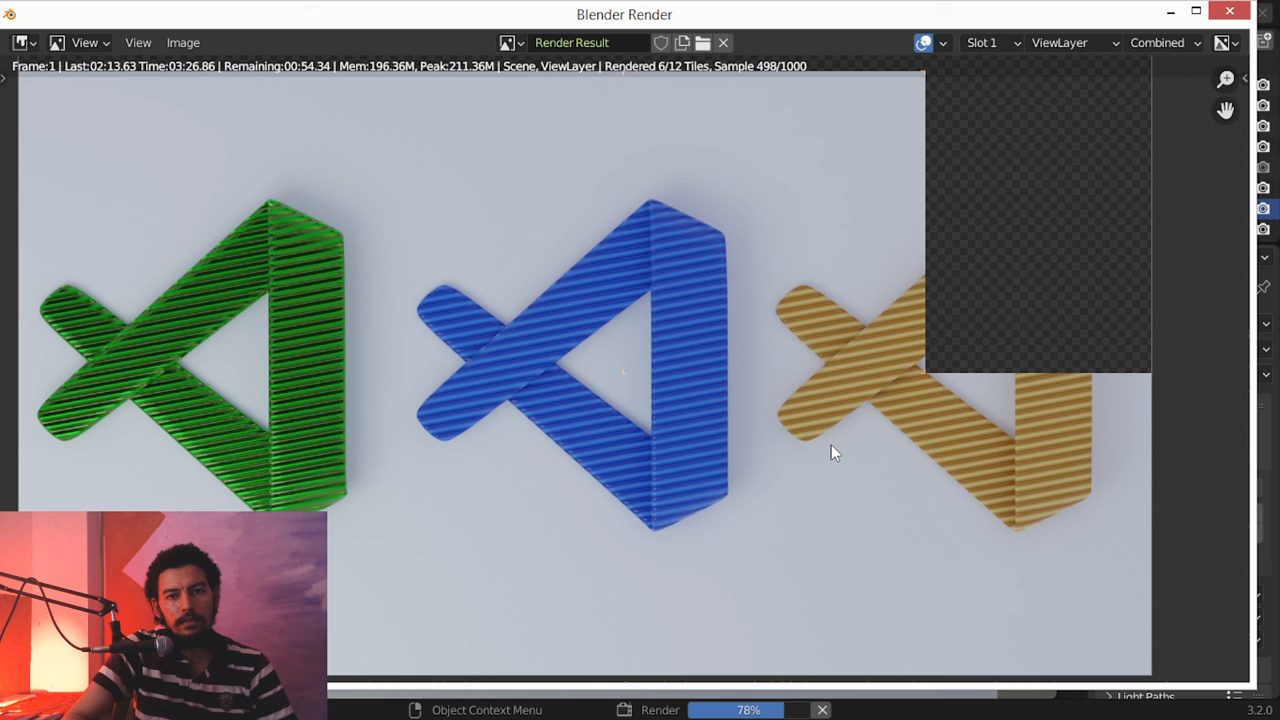 Blender Render
View View Image Render Result Slot 1 ViewLayer Combined
Frame:1 | Last:02:13.63 Time:03:26.86 | Remaining:00:54.34 | Mem:196.36M, Peak:211.36M | Scene, ViewLayer | Rendered 6/12 Tiles, Sample 498/1000
Light Paths
Object Context Menu Render 78% 3.2.0